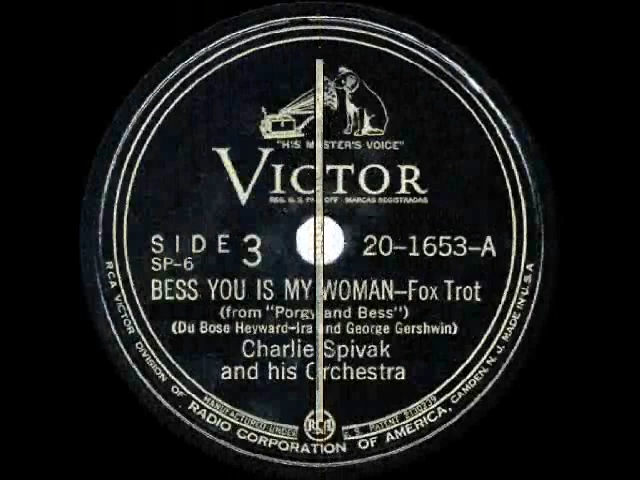 "HIS MASTER'S VOICE"
VICTOR
REG. U. S. PAT. OFF. MARCAS REGISTRADAS
SIDE 3
SP-6
20-1653-A
BESS YOU IS MY WOMAN—Fox Trot
(from "Porgy and Bess")
(Du Bose Heyward-Ira and George Gershwin)
Charlie Spivak
and his Orchestra
MANUFACTURED UNDER U. S. PATENT
RCA
RCA VICTOR DIVISION OF RADIO CORPORATION OF AMERICA, CAMDEN, N. J. MADE IN U.S.A.